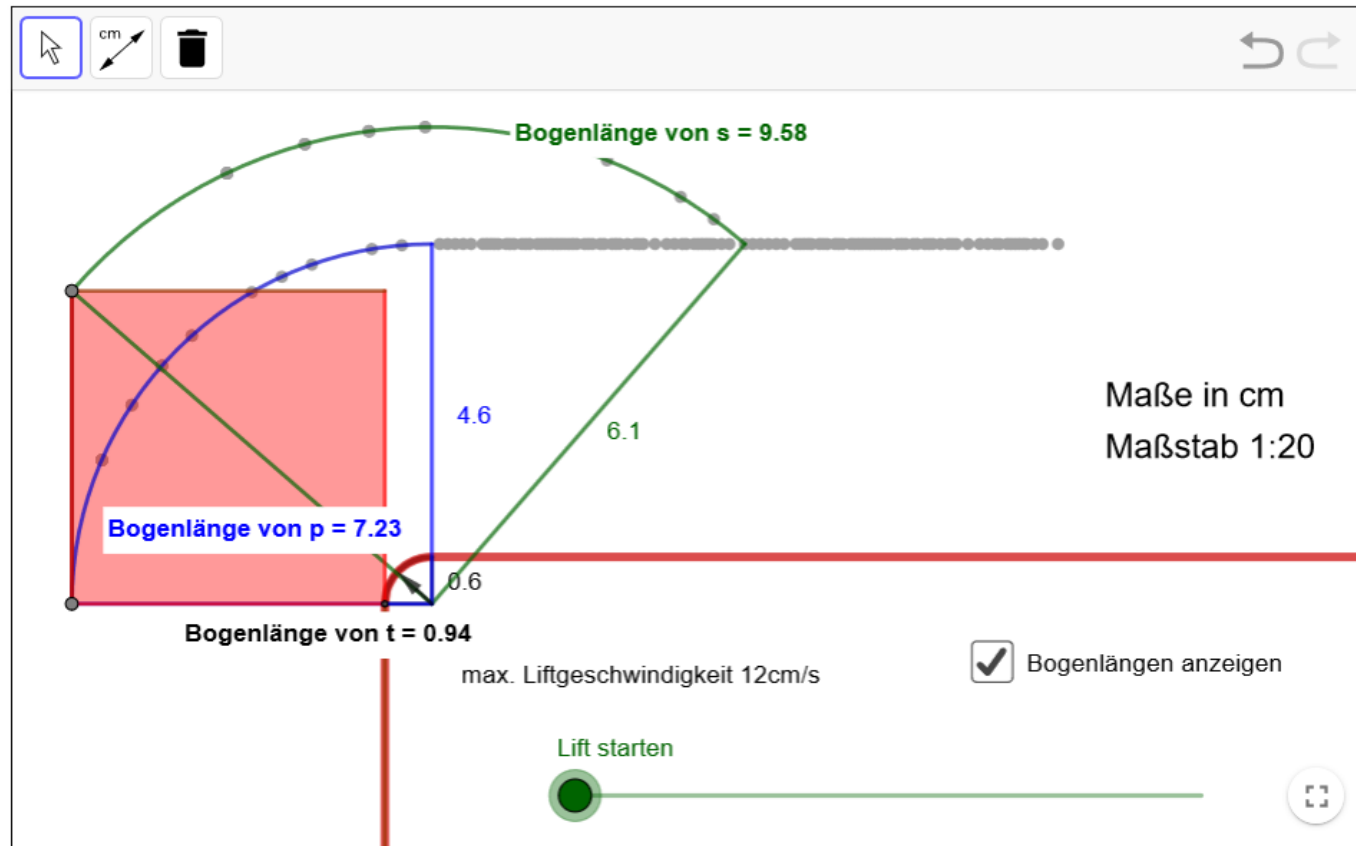 cm
Bogenlänge von s = 9.58
Maße in cm
4.6
6.1
Maßstab 1:20
Bogenlänge von p = 7.23
0.6
Bogenlänge von t = 0.94
max. Liftgeschwindigkeit 12cm/s
Bogenlängen anzeigen
Lift starten